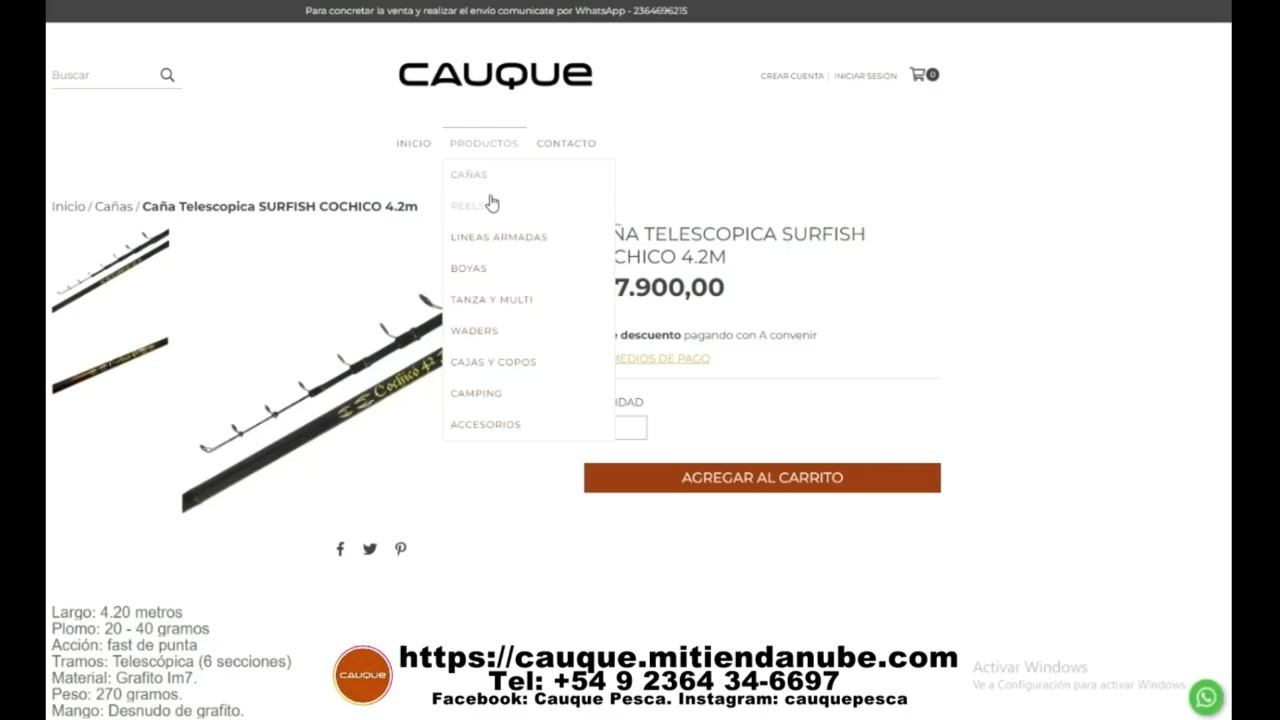 Para concretar la venta y realizar el envío comunicate por WhatsApp - 2364696215
Buscar
CAUQUE
CREAR CUENTA | INICIAR SESIÓN
0
INICIO PRODUCTOS CONTACTO
CAÑAS
REELS
LINEAS ARMADAS
BOYAS
TANZA Y MULTI
WADERS
CAJAS Y COPOS
CAMPING
ACCESORIOS
Inicio / Cañas / Caña Telescopica SURFISH COCHICO 4.2m
ÑA TELESCOPICA SURFISH
CHICO 4.2M
7.900,00
descuento pagando con A convenir
MEDIOS DE PAGO
IDAD
AGREGAR AL CARRITO
Cochico 4²
Largo: 4.20 metros
Plomo: 20 - 40 gramos
Acción: fast de punta
Tramos: Telescópica (6 secciones)
Material: Grafito Im7.
Peso: 270 gramos.
Mango: Desnudo de grafito.
CAUQUE
https://cauque.mitiendanube.com
Tel: +54 9 2364 34-6697
Facebook: Cauque Pesca. Instagram: cauquepesca
Activar Windows
Ve a Configuración para activar Windows.